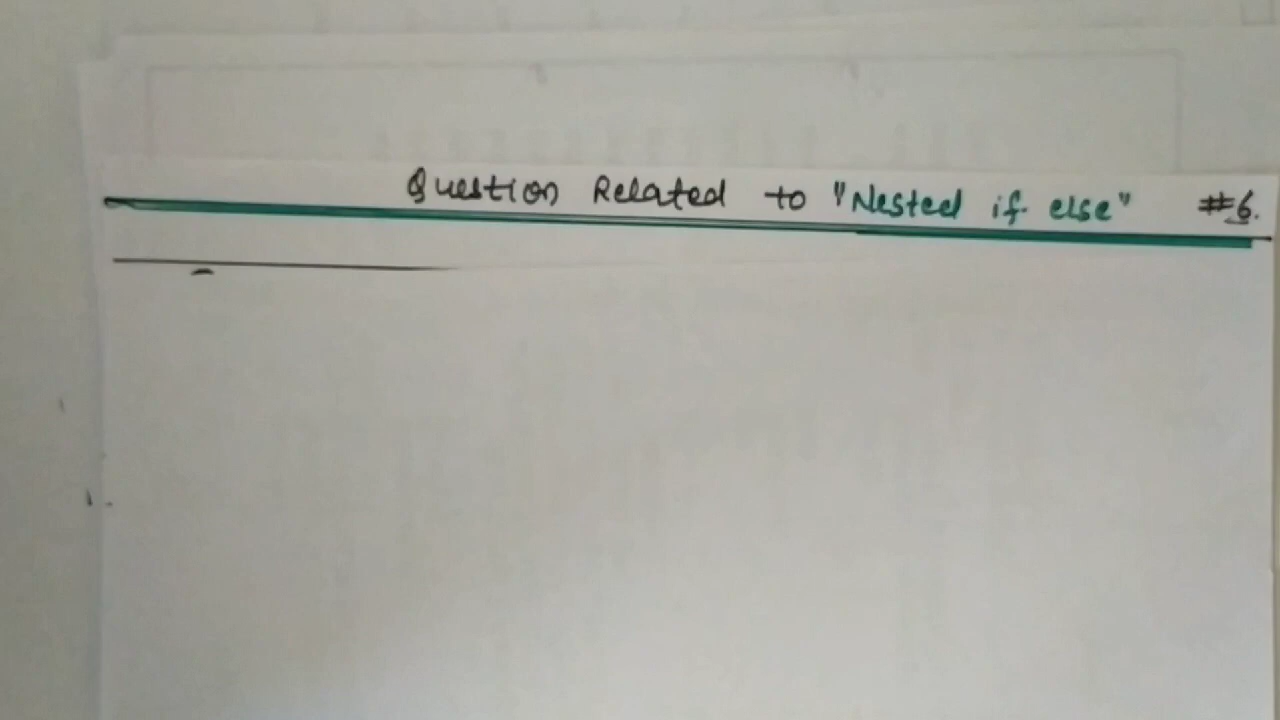 Question Related to "Nested if else" #6.